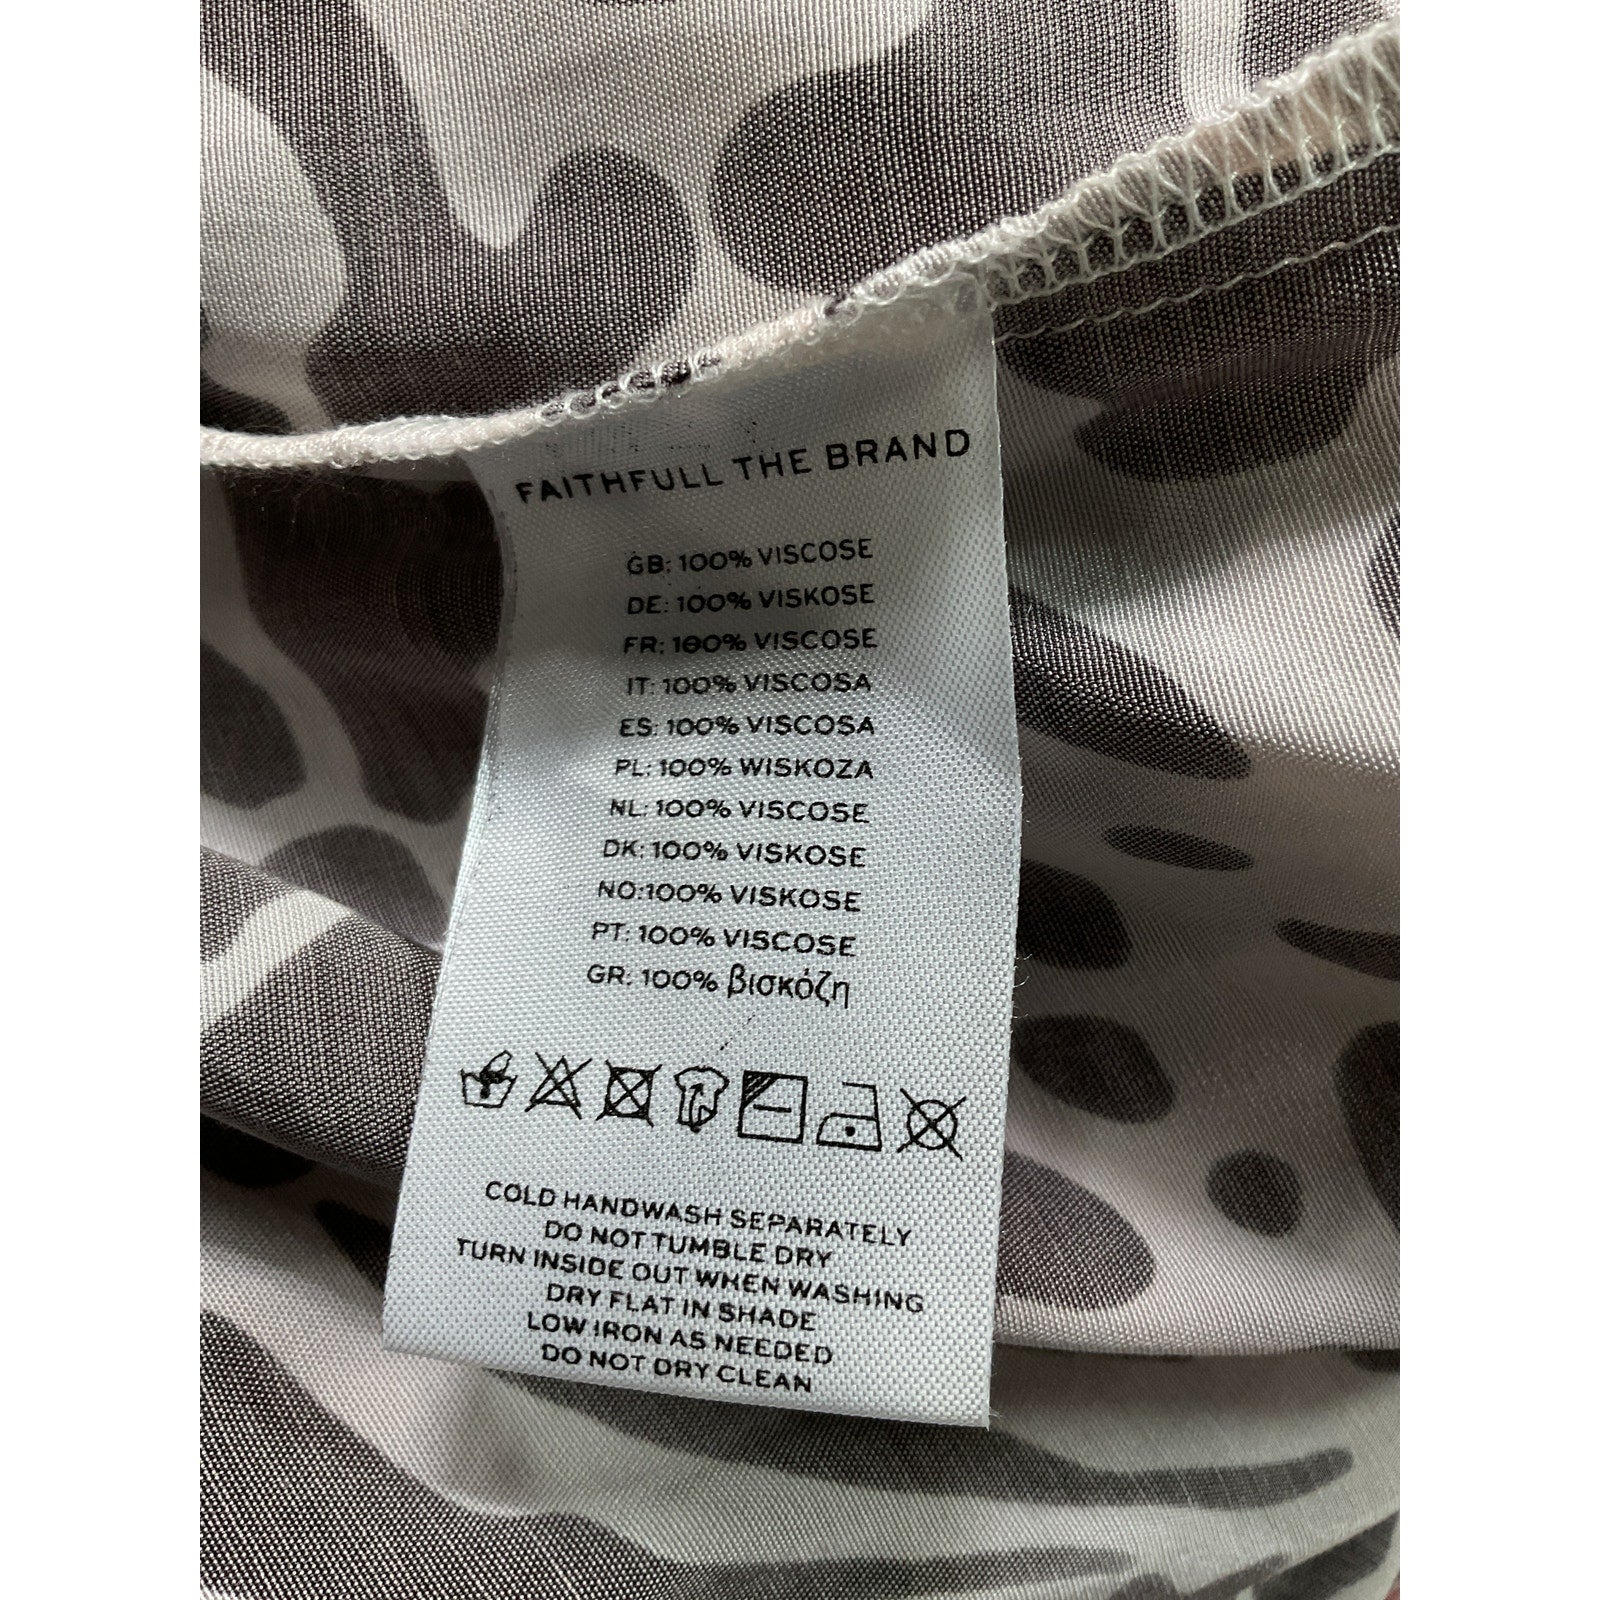 FAITHFULL THE BRAND
GB: 100% VISCOSE
DE: 100% VISKOSE
FR: 100% VISCOSE
IT: 100% VISCOSA
ES: 100% VISCOSA
PL: 100% WISKOZA
NL: 100% VISCOSE
DK: 100% VISKOSE
NO:100% VISKOSE
PT: 100% VISCOSE
GR: 100% βισκόζη
COLD HANDWASH SEPARATELY
DO NOT TUMBLE DRY
TURN INSIDE OUT WHEN WASHING
DRY FLAT IN SHADE
LOW IRON AS NEEDED
DO NOT DRY CLEAN